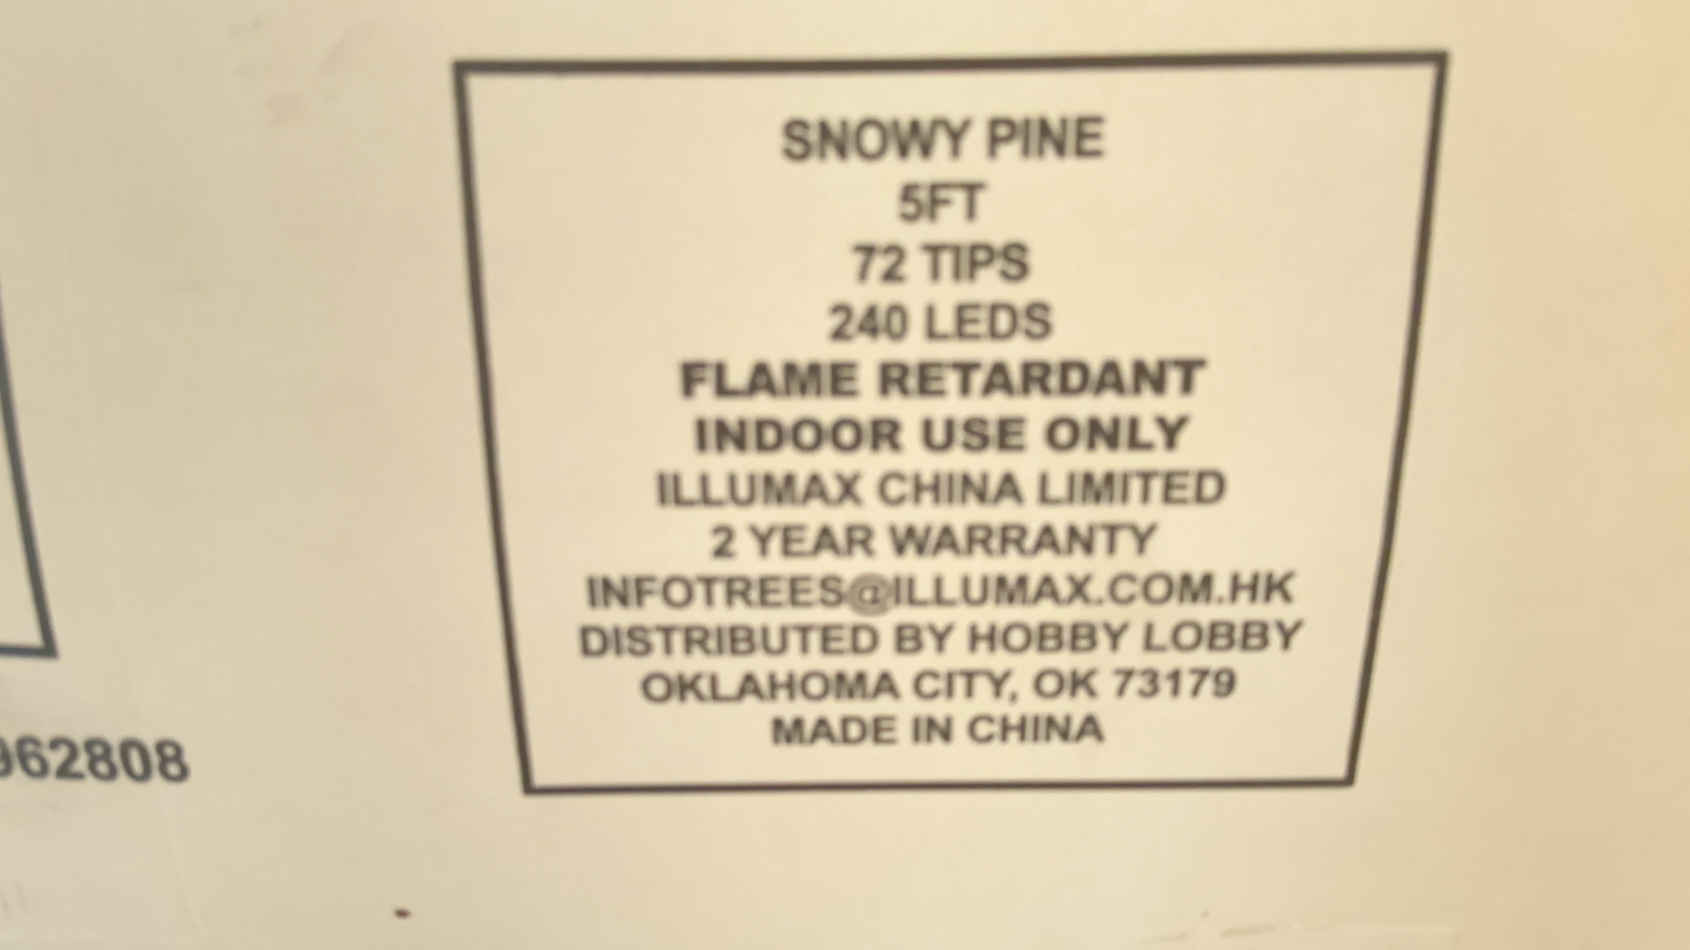 SNOWY PINE
5FT
72 TIPS
240 LEDS
FLAME RETARDANT
INDOOR USE ONLY
ILLUMAX CHINA LIMITED
2 YEAR WARRANTY
INFOTREES@ILLUMAX.COM.HK
DISTRIBUTED BY HOBBY LOBBY
OKLAHOMA CITY, OK 73179
MADE IN CHINA
962808